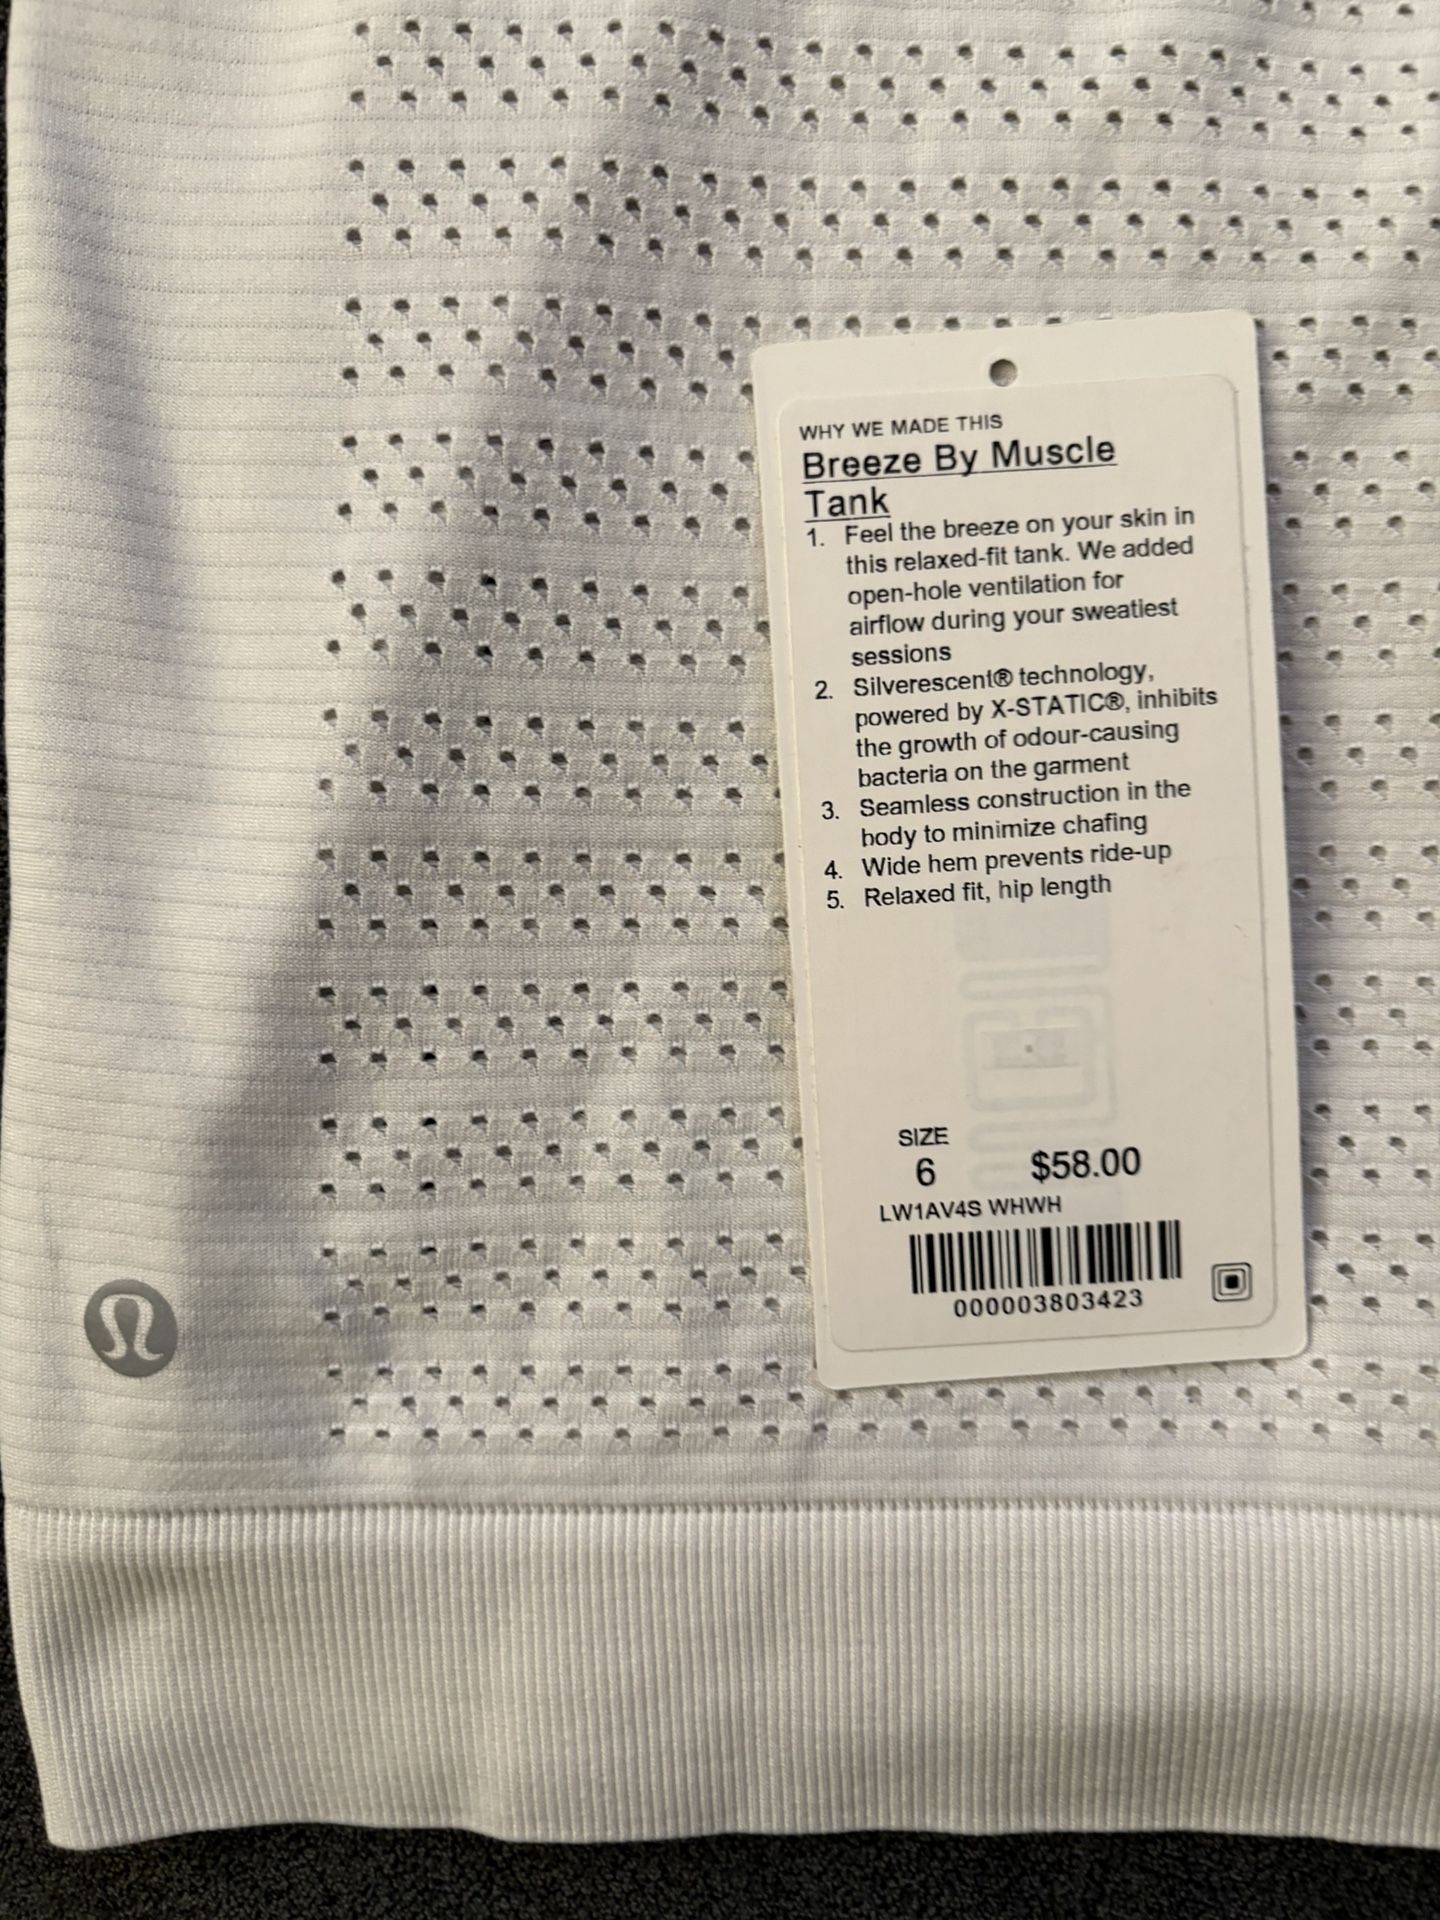 WHY WE MADE THIS
Breeze By Muscle
Tank
1. Feel the breeze on your skin in
this relaxed-fit tank. We added
open-hole ventilation for
airflow during your sweatiest
sessions
2. Silverescent® technology,
powered by X-STATIC®, inhibits
the growth of odour-causing
bacteria on the garment
3. Seamless construction in the
body to minimize chafing
4. Wide hem prevents ride-up
5. Relaxed fit, hip length
SIZE
6 $58.00
LW1AV4S WHWH
000003803423